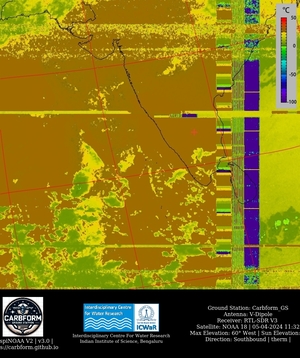 °C
50
0
-50
-100
CARBFORM
Interdisciplinary Centre
for Water Research
ICWaR
Interdisciplinary Centre For Water Research
Indian Institute of Science, Bengaluru
spiNOAA V2 | v3.0 |
//carbform.github.io
Ground Station: Carbform_GS
Antenna: V-Dipole
Receiver: RTL-SDR V3
Satellite: NOAA 18 | 05-04-2024 11:32
Max Elevation: 60° West | Sun Elevation:
Direction: Southbound | therm |